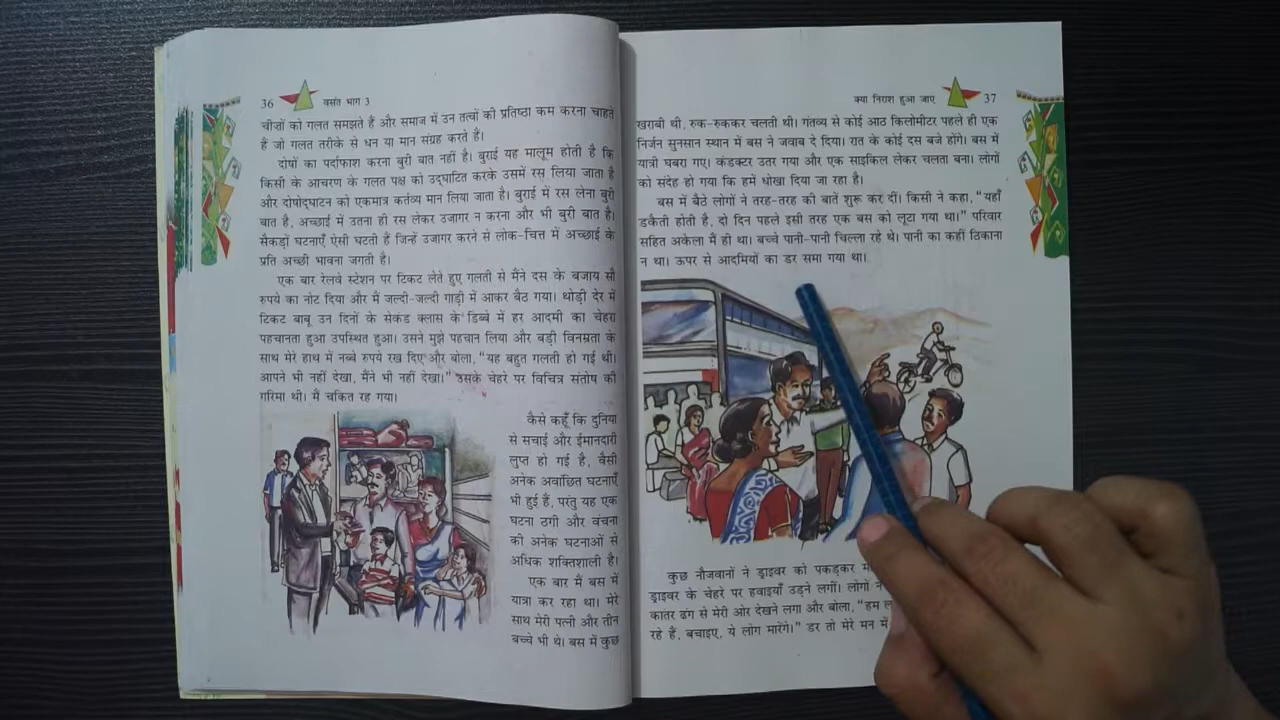 36 वसंत भाग 3
चीजों को गलत समझते हैं और समाज में उन तत्वों की प्रतिष्ठा कम करना चाहते
हैं जो गलत तरीके से धन या मान संग्रह करते हैं।
दोषों का पर्दाफ़ाश करना बुरी बात नहीं है। बुराई यह मालूम होती है कि
किसी के आचरण के गलत पक्ष को उद्घाटित करके उसमें रस लिया जाता है
और दोषोद्घाटन को एकमात्र कर्तव्य मान लिया जाता है। बुराई में रस लेना बुरी
बात है, अच्छाई में उतना ही रस लेकर उजागर न करना और भी बुरी बात है।
सैकड़ों घटनाएँ ऐसी घटती हैं जिन्हें उजागर करने से लोक-चित्त में अच्छाई के
प्रति अच्छी भावना जगती है।
एक बार रेलवे स्टेशन पर टिकट लेते हुए गलती से मैंने दस के बजाय सौ
रुपये का नोट दिया और मैं जल्दी-जल्दी गाड़ी में आकर बैठ गया। थोड़ी देर में
टिकट बाबू उन दिनों के सेकंड क्लास के डिब्बे में हर आदमी का चेहरा
पहचानता हुआ उपस्थित हुआ। उसने मुझे पहचान लिया और बड़ी विनम्रता के
साथ मेरे हाथ में नब्बे रुपये रख दिए और बोला, “यह बहुत गलती हो गई थी।
आपने भी नहीं देखा, मैंने भी नहीं देखा।” उसके चेहरे पर विचित्र संतोष की
गरिमा थी। मैं चकित रह गया।
कैसे कहूँ कि दुनिया
से सचाई और ईमानदारी
लुप्त हो गई है, वैसी
अनेक अवांछित घटनाएँ
भी हुई हैं, परंतु यह एक
घटना ठगी और वंचना
की अनेक घटनाओं से
अधिक शक्तिशाली है।
एक बार मैं बस में
यात्रा कर रहा था। मेरे
साथ मेरी पत्नी और तीन
बच्चे भी थे। बस में कुछ
क्या निराश हुआ जाए 37
खराबी थी, रुक-रुककर चलती थी। गंतव्य से कोई आठ किलोमीटर पहले ही एक
निर्जन सुनसान स्थान में बस ने जवाब दे दिया। रात के कोई दस बजे होंगे। बस में
यात्री घबरा गए। कंडक्टर उतर गया और एक साइकिल लेकर चलता बना। लोगों
को संदेह हो गया कि हमें धोखा दिया जा रहा है।
बस में बैठे लोगों ने तरह-तरह की बातें शुरू कर दीं। किसी ने कहा, “यहाँ
डकैती होती है, दो दिन पहले इसी तरह एक बस को लूटा गया था।” परिवार
सहित अकेला मैं ही था। बच्चे पानी-पानी चिल्ला रहे थे। पानी का कहीं ठिकाना
न था। ऊपर से आदमियों का डर समा गया था।
कुछ नौजवानों ने ड्राइवर को पकड़कर
ड्राइवर के चेहरे पर हवाइयाँ उड़ने लगीं। लोगों
कातर ढंग से मेरी ओर देखने लगा और बोला, “हम
रहे हैं, बचाइए, ये लोग मारेंगे।” डर तो मेरे मन में